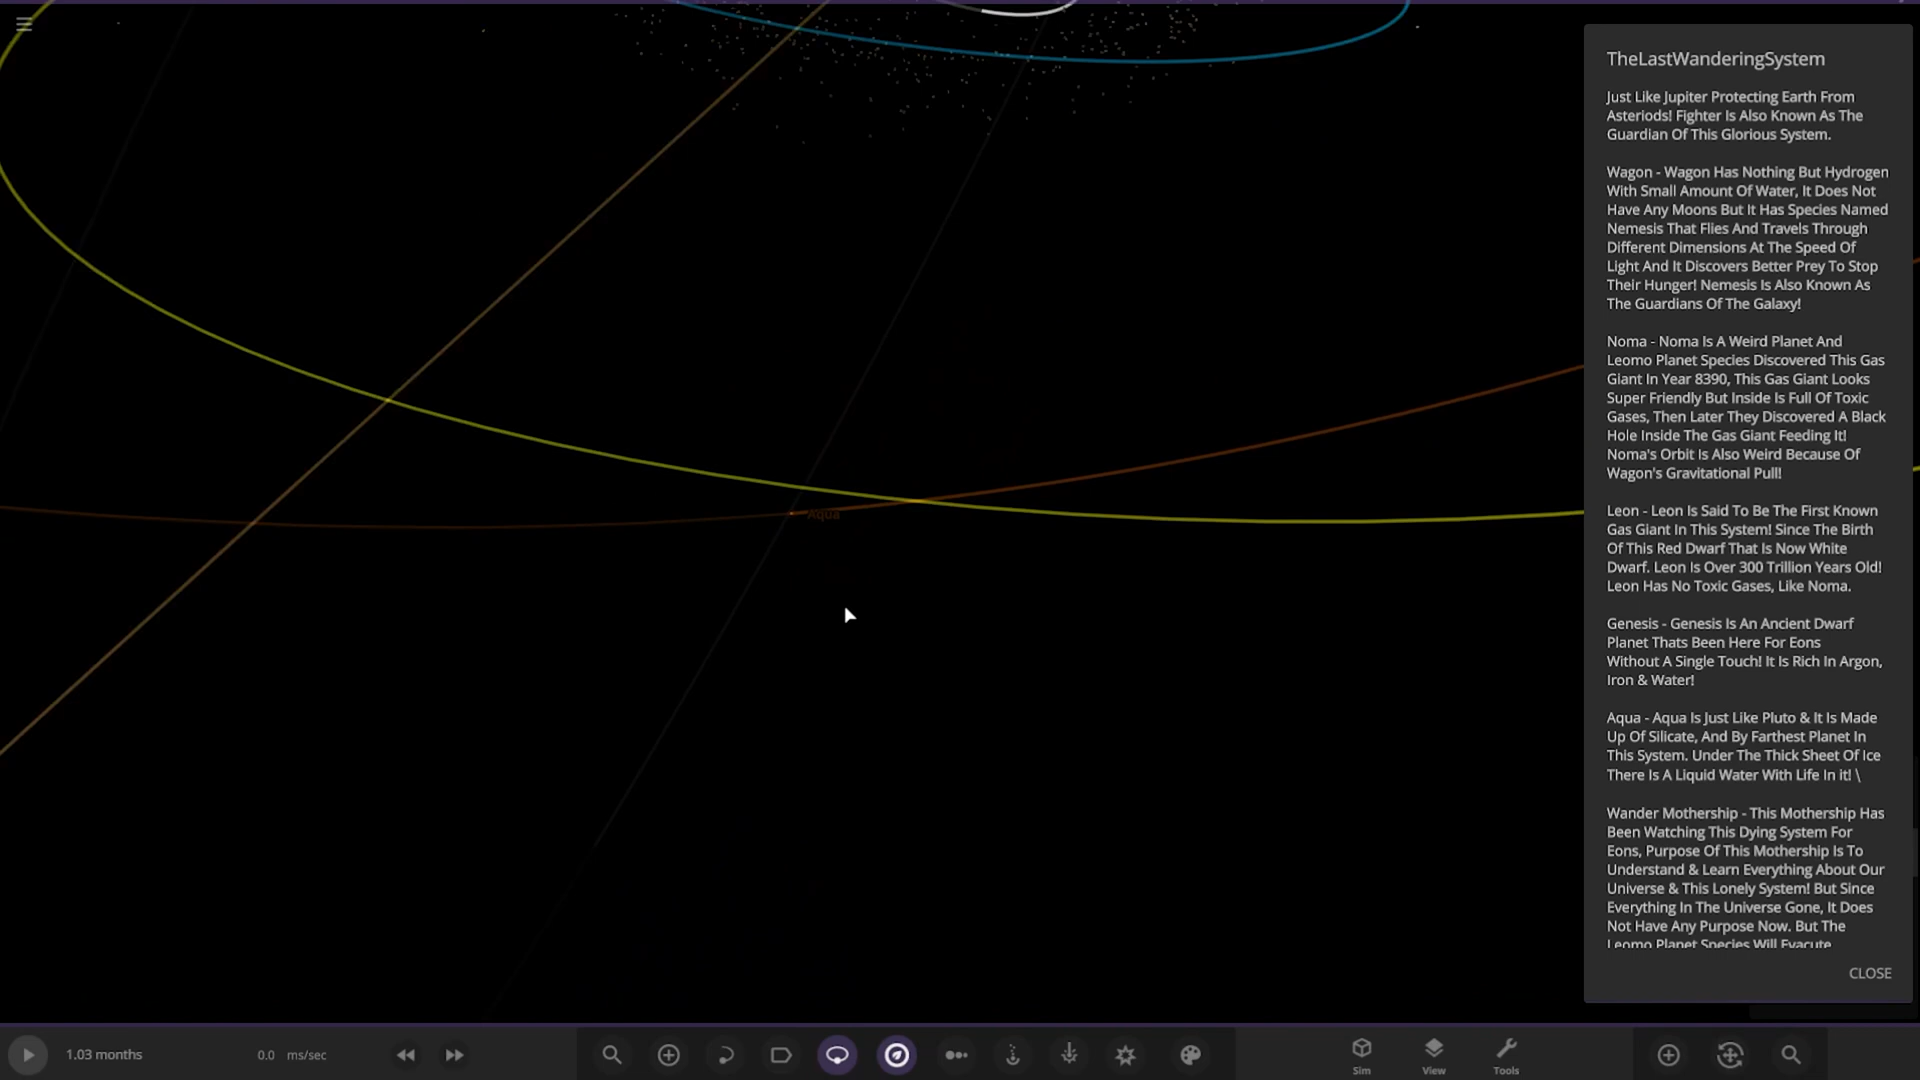 TheLastWanderingSystem
Just Like Jupiter Protecting Earth From
Asteriods! Fighter Is Also Known As The
Guardian Of This Glorious System.
Wagon - Wagon Has Nothing But Hydrogen
With Small Amount Of Water, It Does Not
Have Any Moons But It Has Species Named
Nemesis That Flies And Travels Through
Different Dimensions At The Speed Of
Light And It Discovers Better Prey To Stop
Their Hunger! Nemesis Is Also Known As
The Guardians Of The Galaxy!
Noma - Noma Is A Weird Planet And
Leomo Planet Species Discovered This Gas
Giant In Year 8390, This Gas Giant Looks
Super Friendly But Inside Is Full Of Toxic
Gases, Then Later They Discovered A Black
Hole Inside The Gas Giant Feeding It!
Noma's Orbit Is Also Weird Because Of
Wagon's Gravitational Pull!
Leon - Leon Is Said To Be The First Known
Gas Giant In This System! Since The Birth
Of This Red Dwarf That Is Now White
Dwarf. Leon Is Over 300 Trillion Years Old!
Leon Has No Toxic Gases, Like Noma.
Genesis - Genesis Is An Ancient Dwarf
Planet Thats Been Here For Eons
Without A Single Touch! It Is Rich In Argon,
Iron & Water!
Aqua - Aqua Is Just Like Pluto & It Is Made
Up Of Silicate, And By Farthest Planet In
This System. Under The Thick Sheet Of Ice
There Is A Liquid Water With Life In it! \
Wander Mothership - This Mothership Has
Been Watching This Dying System For
Eons, Purpose Of This Mothership Is To
Understand & Learn Everything About Our
Universe & This Lonely System! But Since
Everything In The Universe Gone, It Does
Not Have Any Purpose Now. But The
Leomo Planet Species Will Evacute
CLOSE
Aqua
1.03 months
0.0 ms/sec
Sim
View
Tools